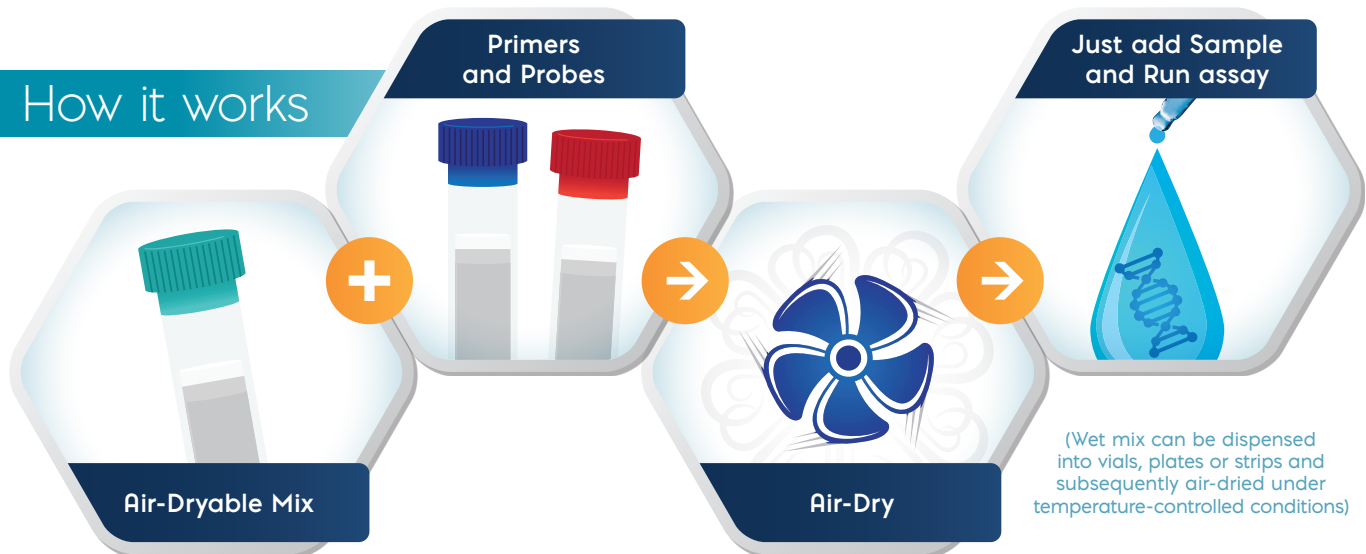 How it works
Air-Dryable Mix
Primers
and Probes
Air-Dry
Just add Sample
and Run assay
(Wet mix can be dispensed
into vials, plates or strips and
subsequently air-dried under
temperature-controlled conditions)